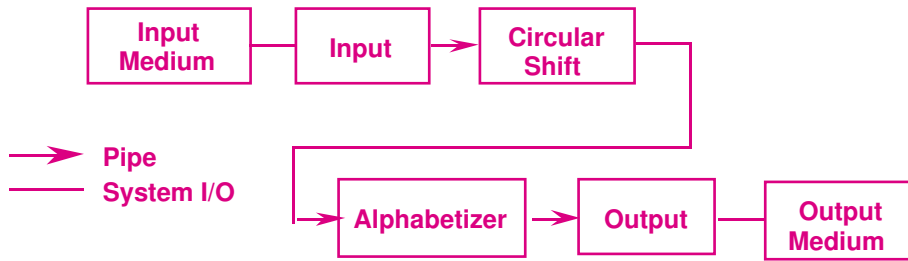 Input
Medium
Input
Circular
Shift
Pipe
System I/O
Alphabetizer
Output
Output
Medium